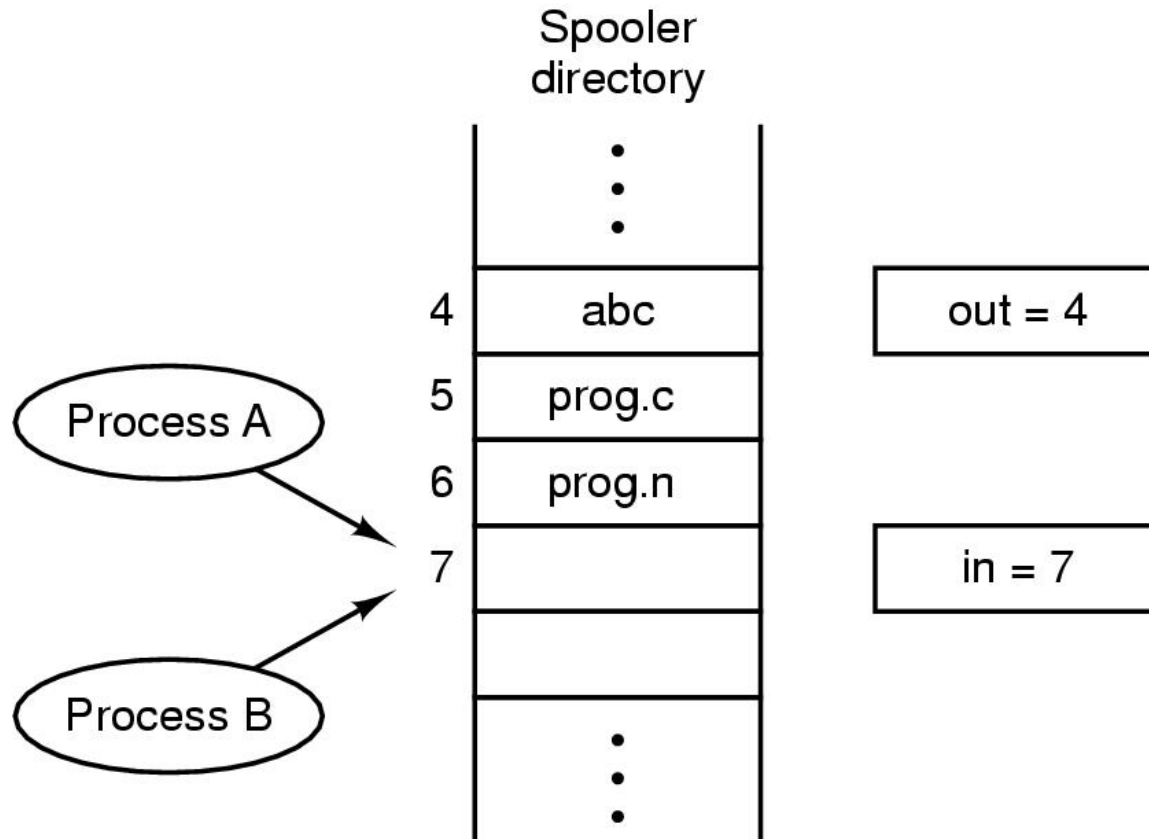 Spooler
directory
4
abc
out = 4
5
prog.c
Process A
6
prog.n
7
in = 7
Process B